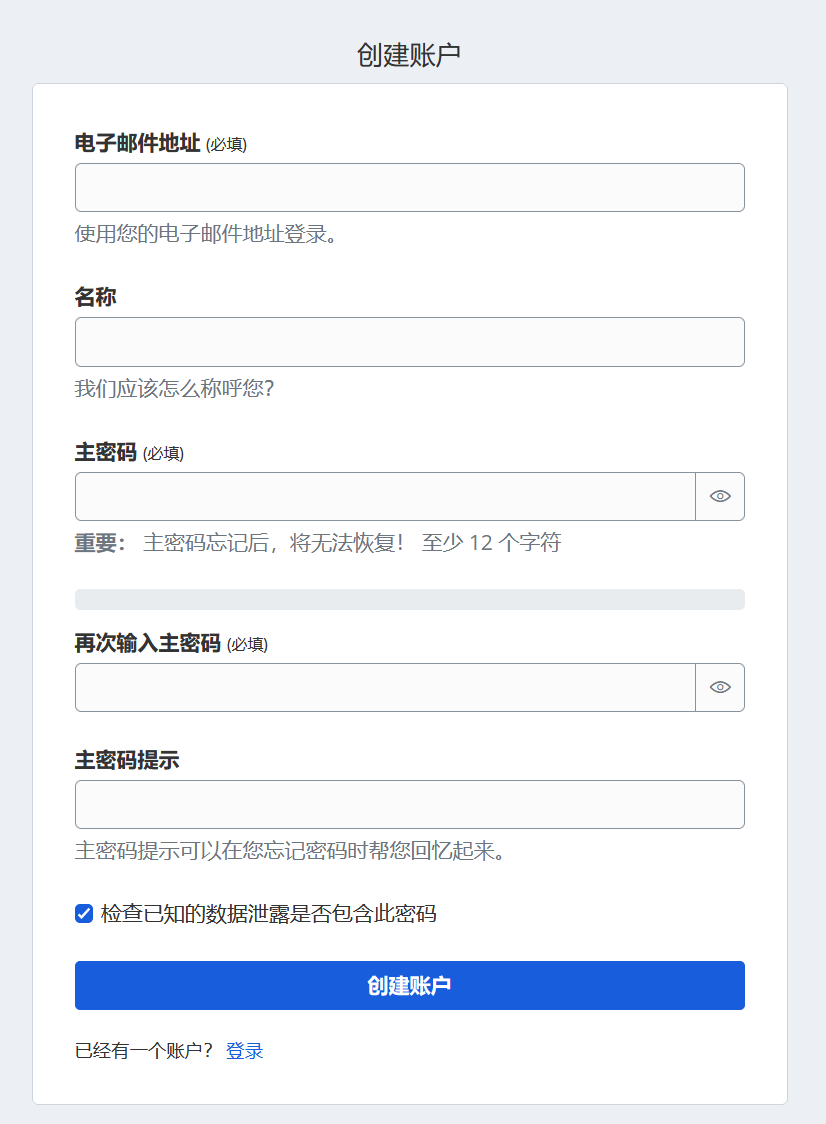 创建账户
电子邮件地址 (必填)
使用您的电子邮件地址登录。
名称
我们应该怎么称呼您？
主密码 (必填)
重要： 主密码忘记后，将无法恢复！ 至少 12 个字符
再次输入主密码 (必填)
主密码提示
主密码提示可以在您忘记密码时帮您回忆起来。
检查已知的数据泄露是否包含此密码
创建账户
已经有一个账户？ 登录